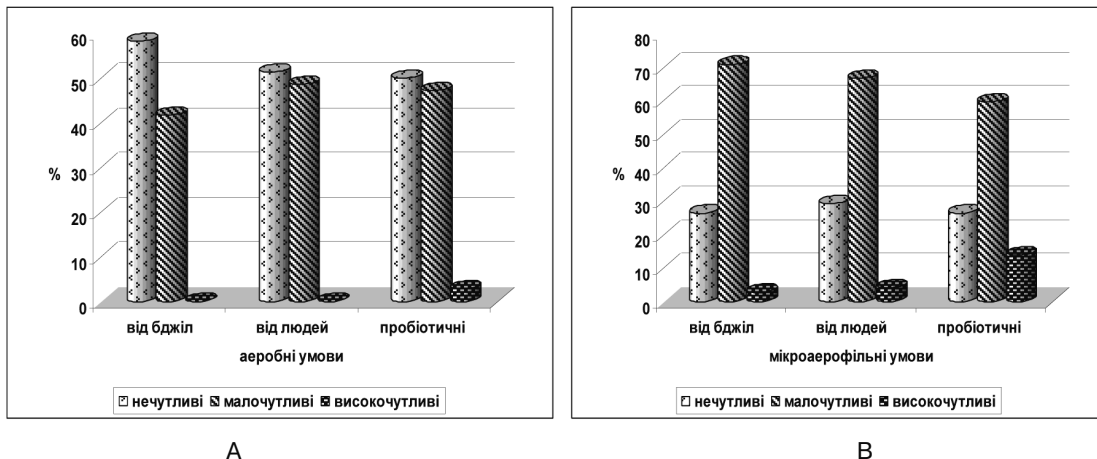 60
50
40
30
20
10
0
%
від бджіл від людей пробіотичні
аеробні умови
нечутливі малочутливі високочутливі
A
80
70
60
50
40
30
20
10
0
%
від бджіл від людей пробіотичні
мікроаерофільні умови
нечутливі малочутливі високочутливі
B